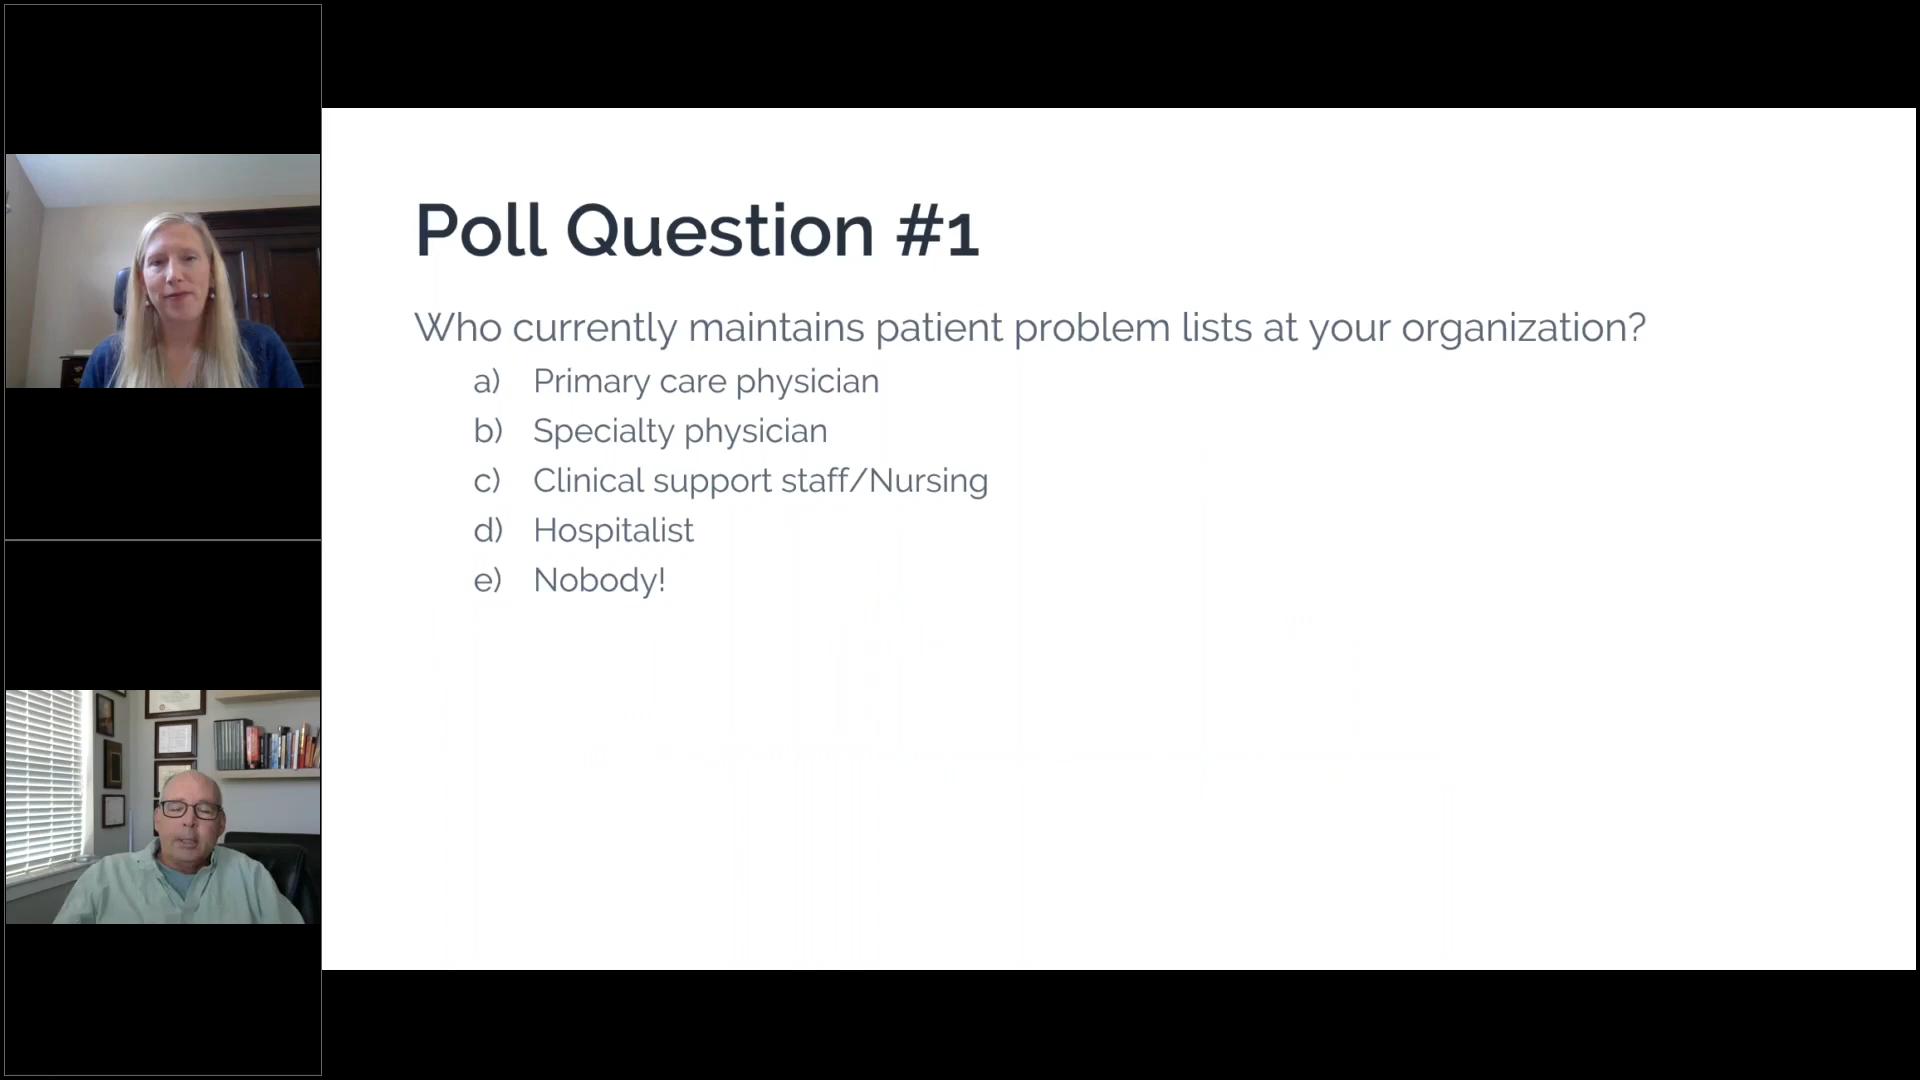 Poll Question #1
Who currently maintains patient problem lists at your organization?
a) Primary care physician
b) Specialty physician
c) Clinical support staff/Nursing
d) Hospitalist
e) Nobody!